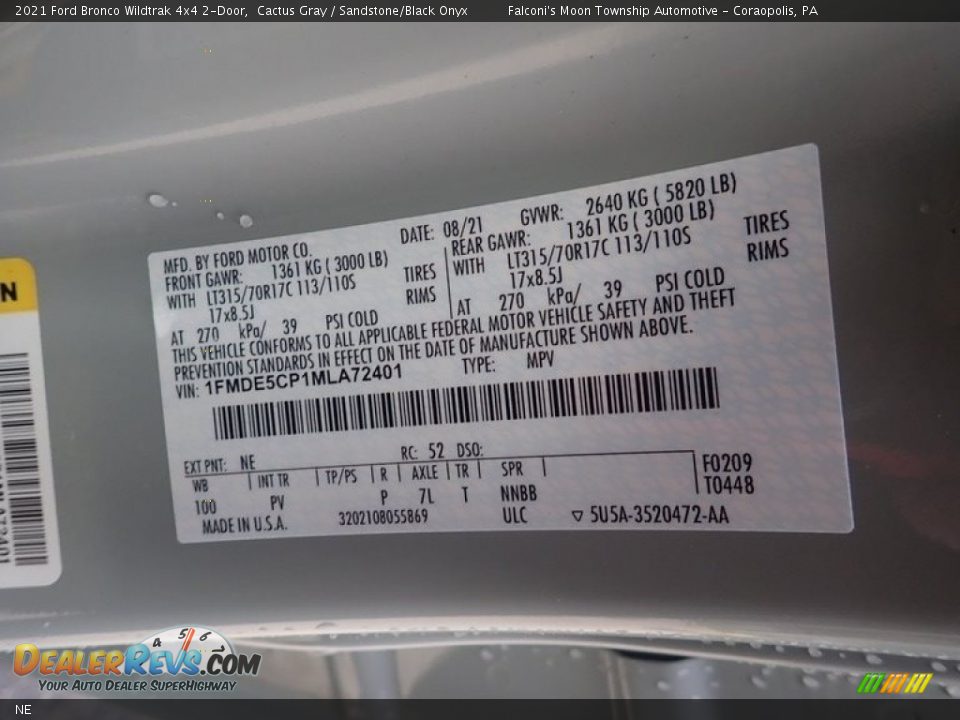 2021 Ford Bronco Wildtrak 4x4 2-Door, Cactus Gray / Sandstone/Black Onyx Falconi's Moon Township Automotive - Coraopolis, PA
MFD. BY FORD MOTOR CO. DATE: 08/21 GVWR: 2640 KG ( 5820 LB)
FRONT GAWR: 1361 KG ( 3000 LB) REAR GAWR: 1361 KG ( 3000 LB)
WITH LT315/70R17C 113/110S TIRES WITH LT315/70R17C 113/110S TIRES
17x8.5J RIMS 17x8.5J RIMS
AT 270 kPa/ 39 PSI COLD AT 270 kPa/ 39 PSI COLD
THIS VEHICLE CONFORMS TO ALL APPLICABLE FEDERAL MOTOR VEHICLE SAFETY AND THEFT
PREVENTION STANDARDS IN EFFECT ON THE DATE OF MANUFACTURE SHOWN ABOVE.
VIN: 1FMDE5CP1MLA72401 TYPE: MPV
EXT PNT: NE RC: 52 DSO:
WB INT TR TP/PS R AXLE TR SPR F0209
100 PV P 7L T NNBB T0448
MADE IN U.S.A. 3202108055869 ULC ▽ 5U5A-3520472-AA
N
4 5 6
DealerRevs.com
Your Auto Dealer SuperHighway
NE